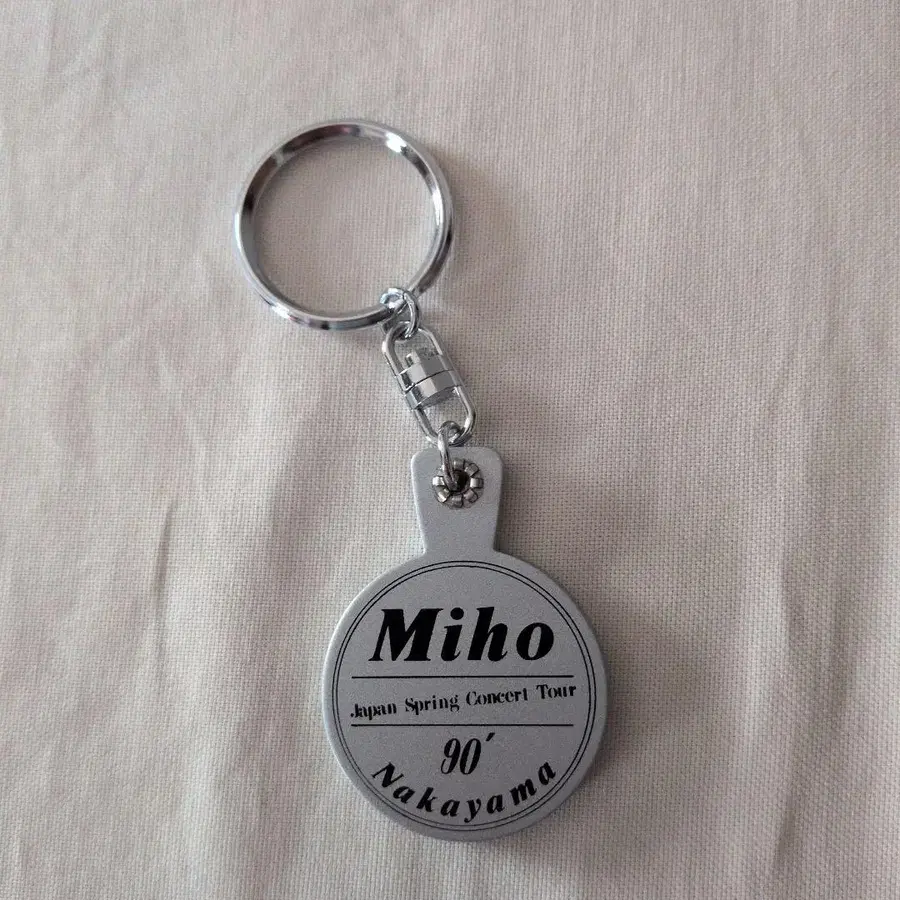 Miho
Japan Spring Concert Tour
90′
Nakayama